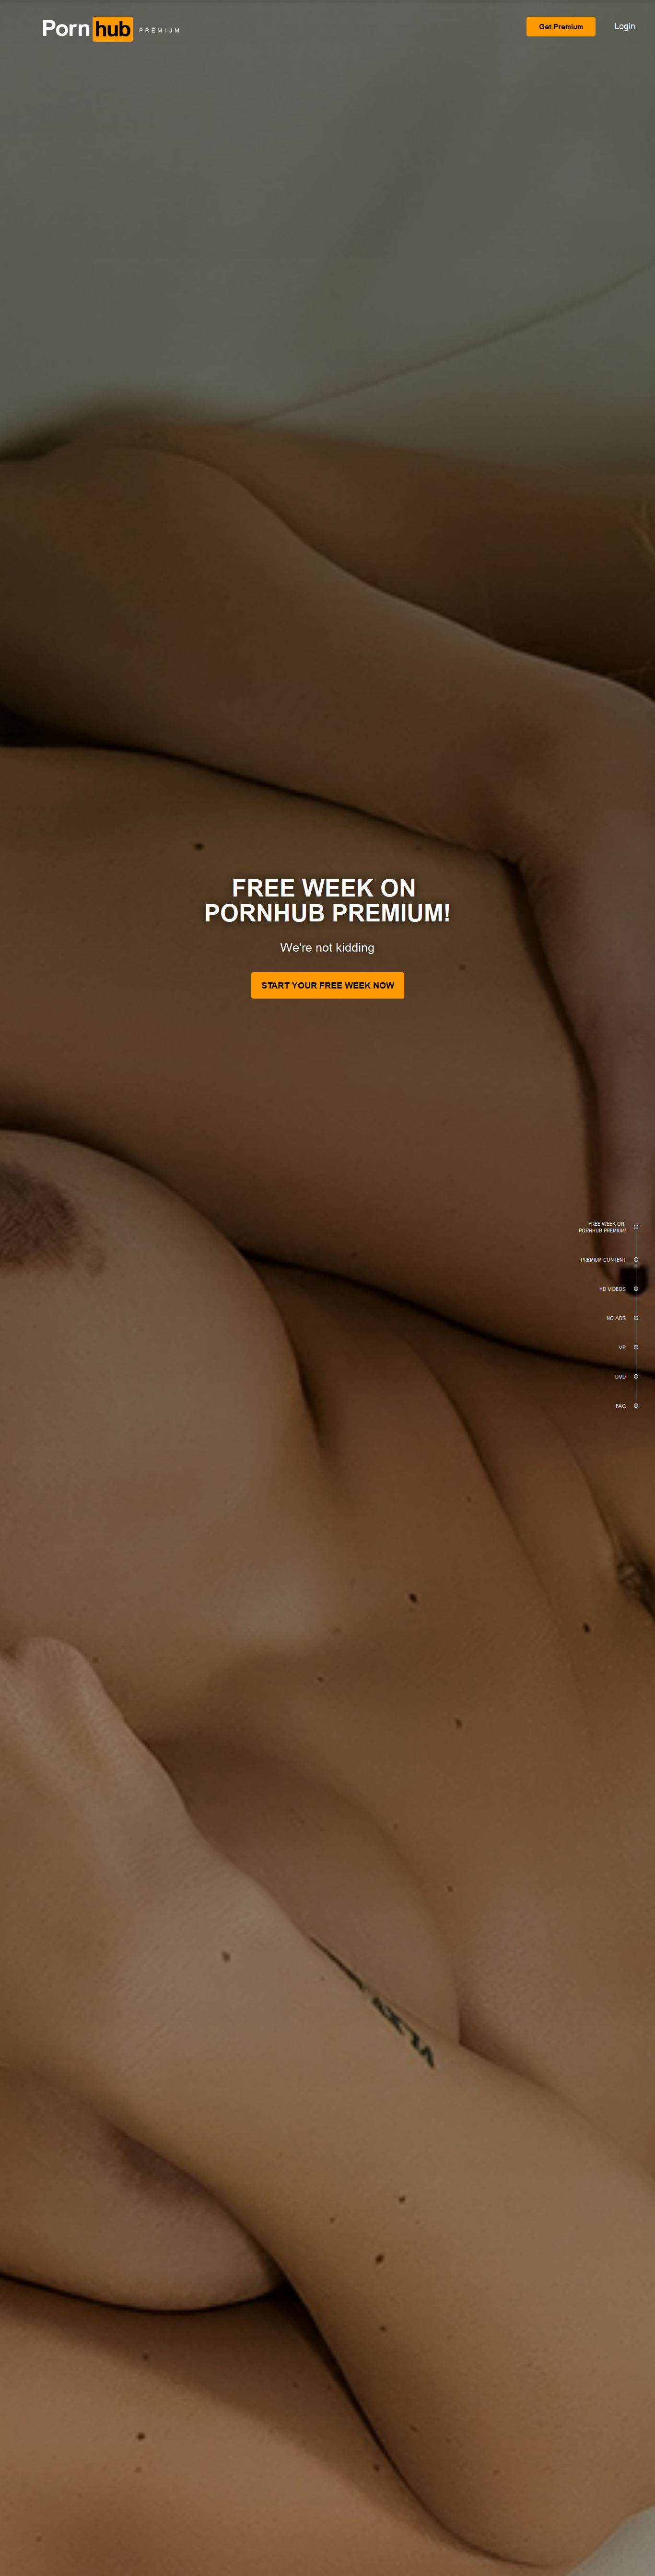 Pornhub PREMIUM
Get Premium
Login
FREE WEEK ON
PORNHUB PREMIUM!
We're not kidding
START YOUR FREE WEEK NOW
FREE WEEK ON
PORNHUB PREMIUM!
PREMIUM CONTENT
HD VIDEOS
NO ADS
VR
DVD
FAQ